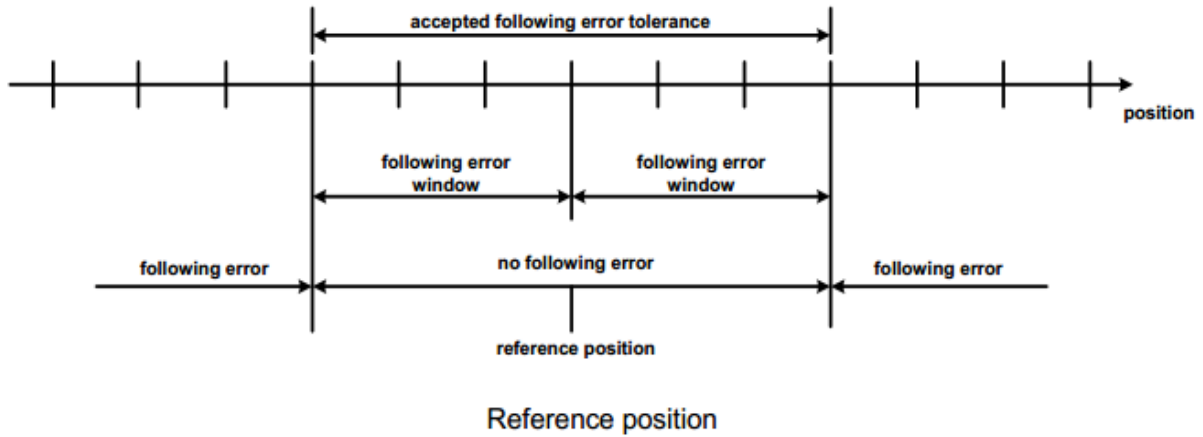 accepted following error tolerance
position
following error
window
following error
window
following error
no following error
following error
reference position
Reference position